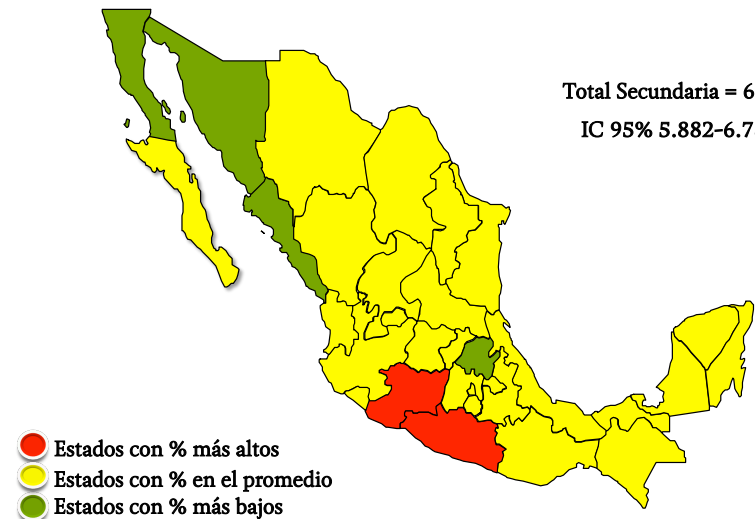 Total Secundaria = 6
IC 95% 5.882-6.7
Estados con % más altos
Estados con % en el promedio
Estados con % más bajos